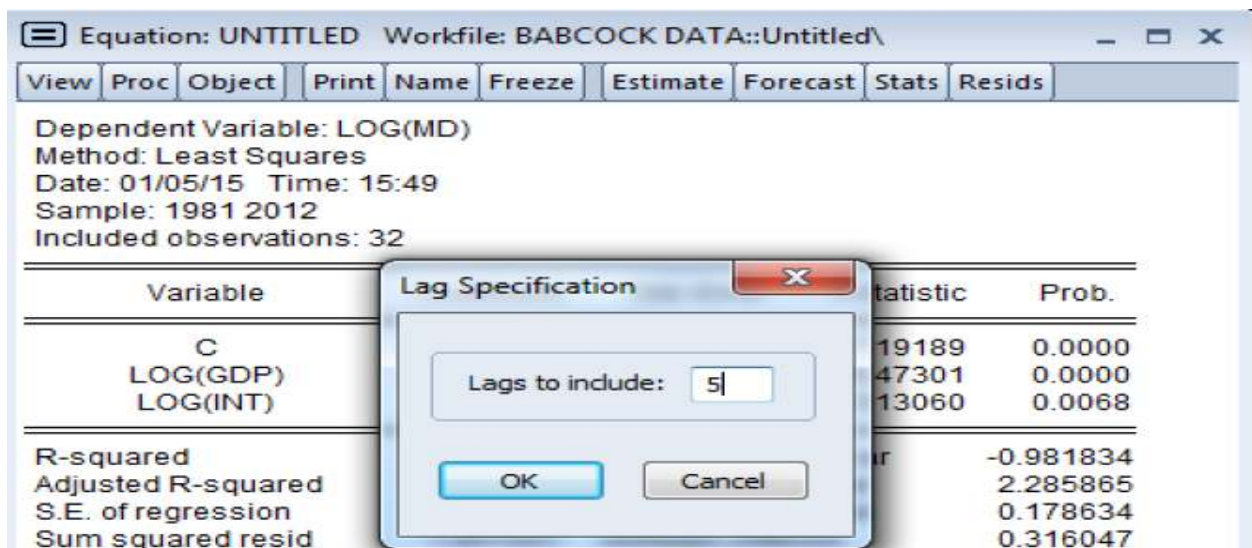 Equation: UNTITLED Workfile: BABCOCK DATA::Untitled\
View Proc Object Print Name Freeze Estimate Forecast Stats Resids
Dependent Variable: LOG(MD)
Method: Least Squares
Date: 01/05/15 Time: 15:49
Sample: 1981 2012
Included observations: 32
Lag Specification
Variable tatistic Prob.
C 19189 0.0000
LOG(GDP) 47301 0.0000
Lags to include: 5
LOG(INT) 13060 0.0068
R-squared ar -0.981834
Adjusted R-squared 2.285865
OK Cancel
S.E. of regression 0.178634
Sum squared resid 0.316047